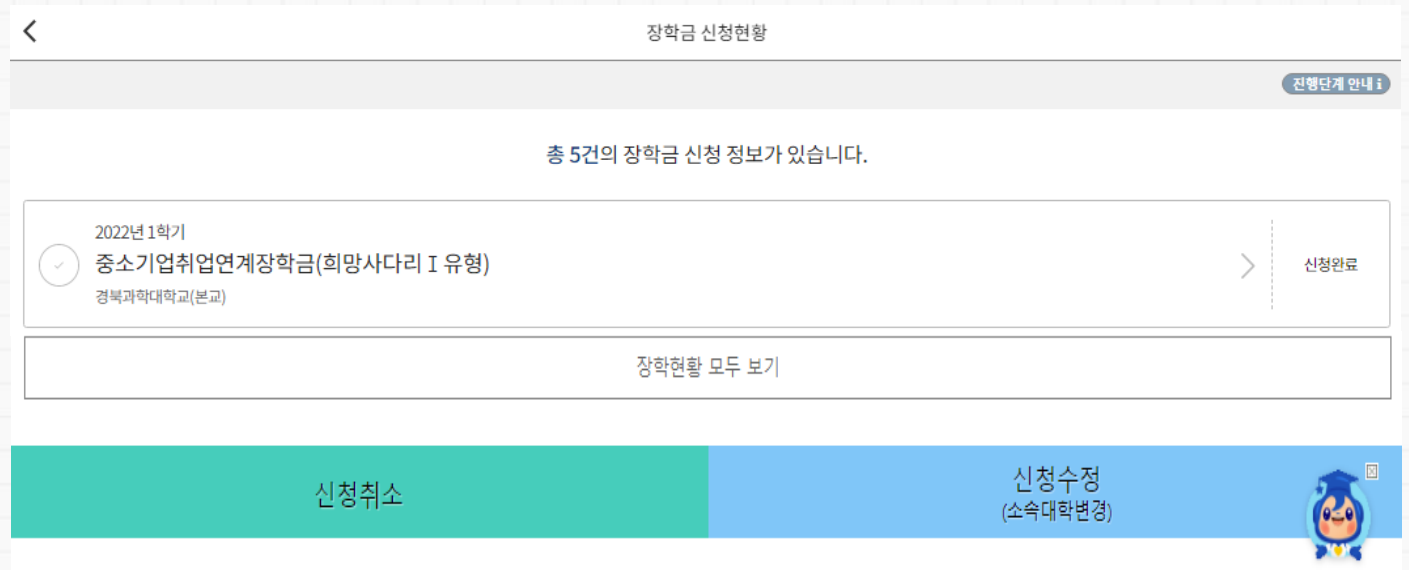 장학금 신청현황
진행단계 안내 i
총 5건의 장학금 신청 정보가 있습니다.
2022년 1학기
중소기업취업연계장학금(희망사다리 I 유형)
신청완료
경북과학대학교(본교)
장학현황 모두 보기
신청취소
신청수정
(소속대학변경)